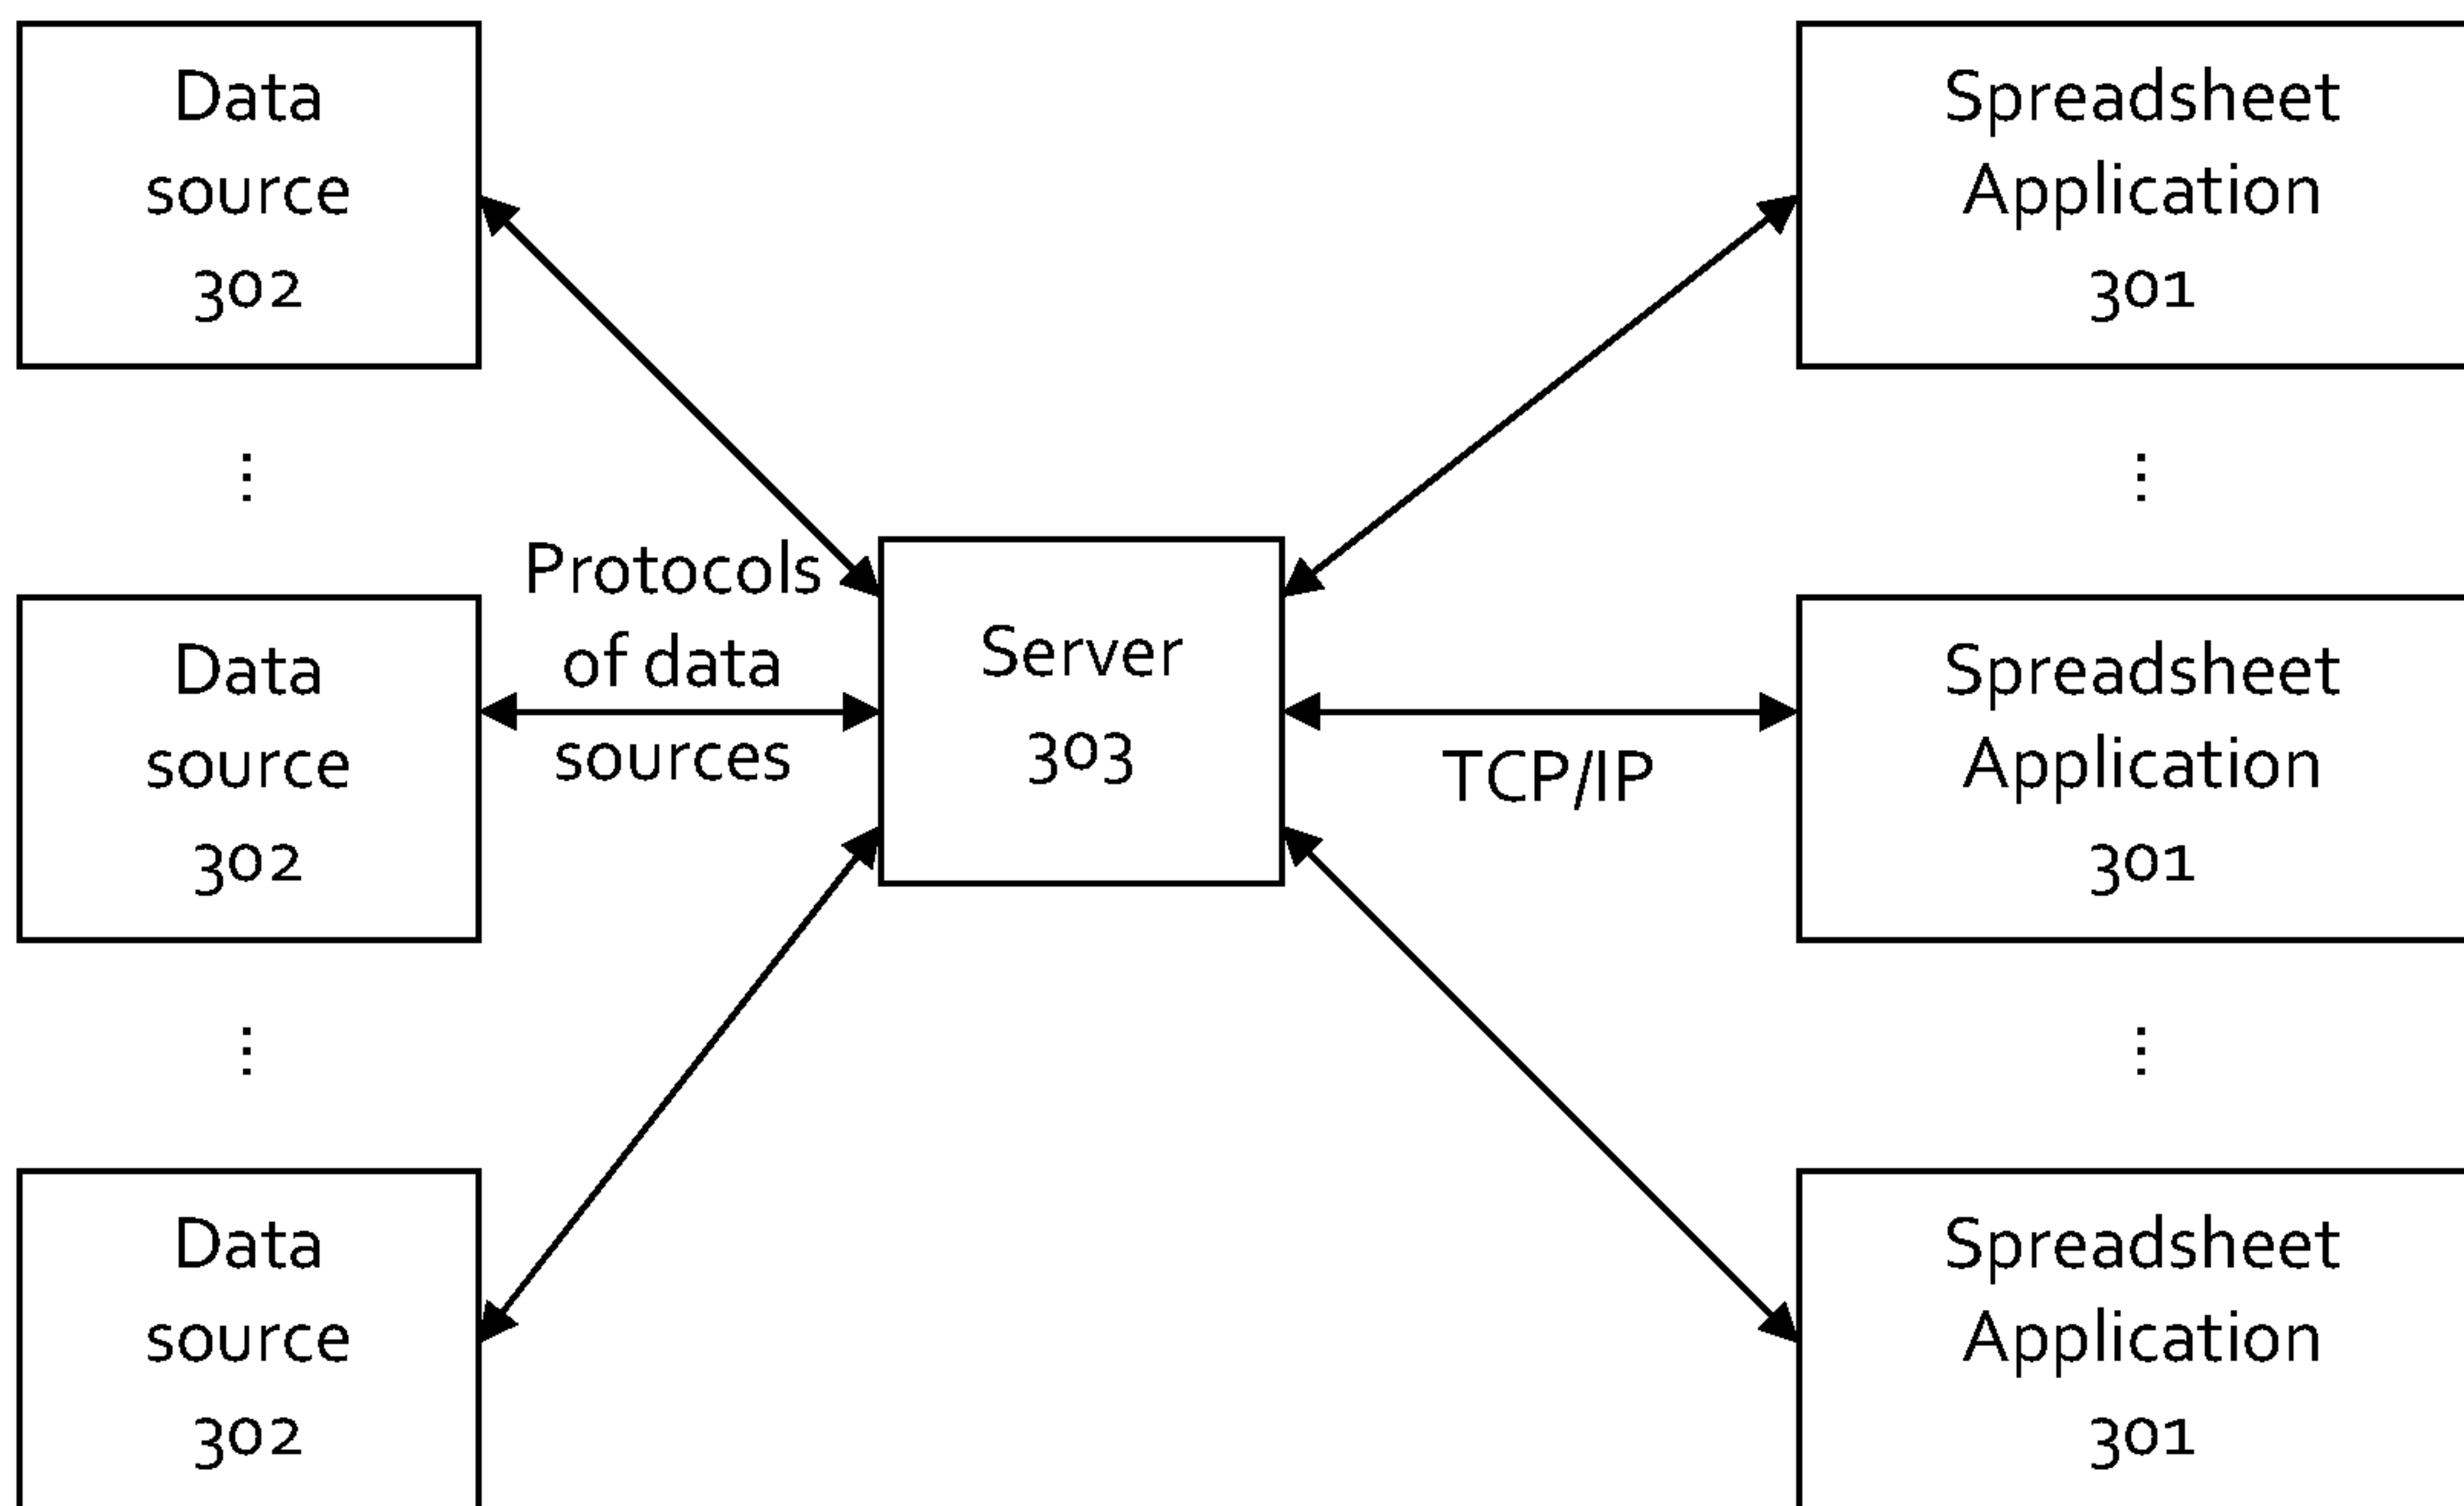 Data
source
302
⋮
Data
source
302
⋮
Data
source
302
Protocols
of data
sources
Server
303
TCP/IP
Spreadsheet
Application
301
⋮
Spreadsheet
Application
301
⋮
Spreadsheet
Application
301